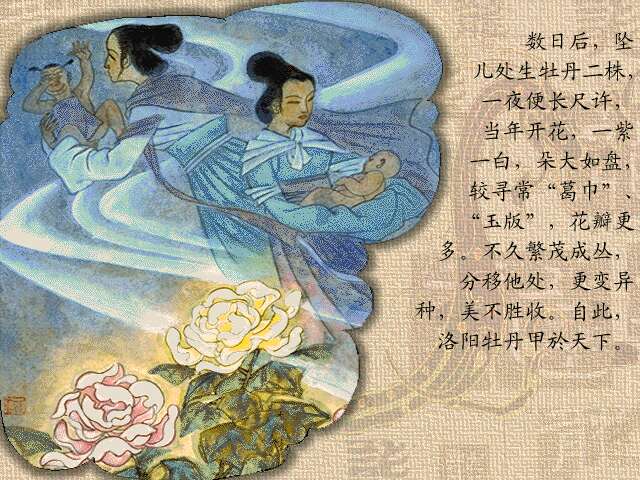 数日后，坠
儿处生牡丹二株，
一夜便长尺许，
当年开花，一紫
一白，朵大如盘，
较寻常“葛巾”、
“玉版”，花瓣更
多。不久繁茂成丛，
分移他处，更变异
种，美不胜收。自此，
洛阳牡丹甲於天下。